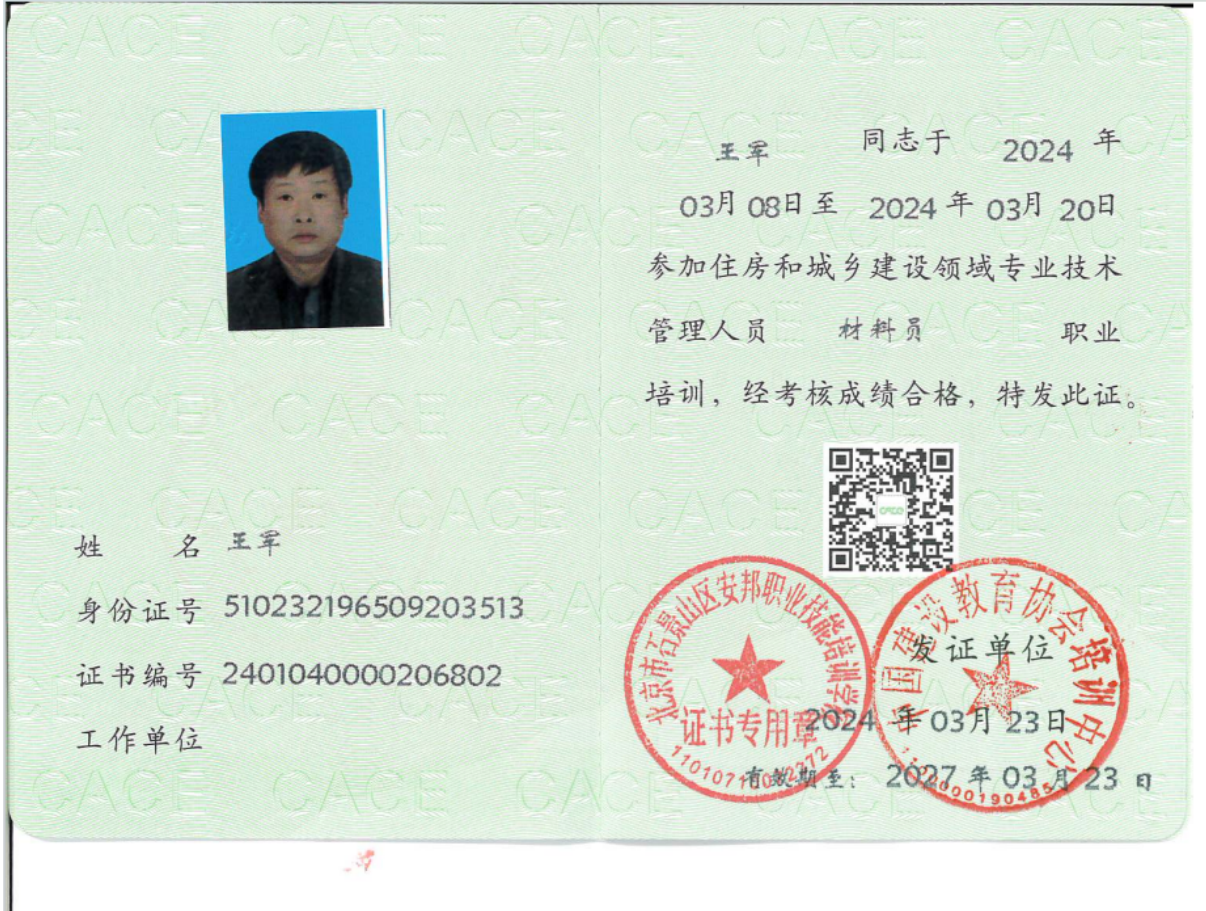 王军 同志于 2024 年
03月 08日 至 2024 年 03月 20日
参加住房和城乡建设领域专业技术
管理人员 材料员 职业
培训，经考核成绩合格，特发此证。
姓 名 王军
身份证号 510232196509203513
证书编号 2401040000206802
工作单位
北京市石景山区安邦职业技能培训学校
证书专用章
中国建设教育协会培训中心
发证单位
2024 年 03月 23日
有效期至： 2027 年 03 月 23 日
CACE